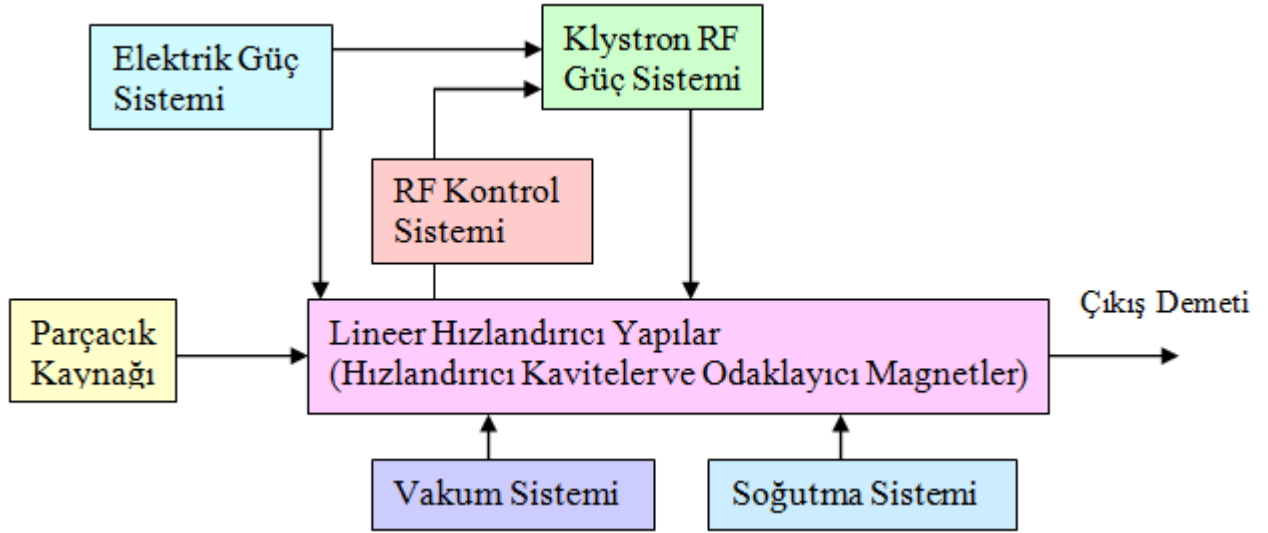 Elektrik Güç
Sistemi
Klystron RF
Güç Sistemi
RF Kontrol
Sistemi
Parçacık
Kaynağı
Lineer Hızlandırıcı Yapılar
(Hızlandırıcı Kaviteler ve Odaklayıcı Magnetler)
Çıkış Demeti
Vakum Sistemi
Soğutma Sistemi